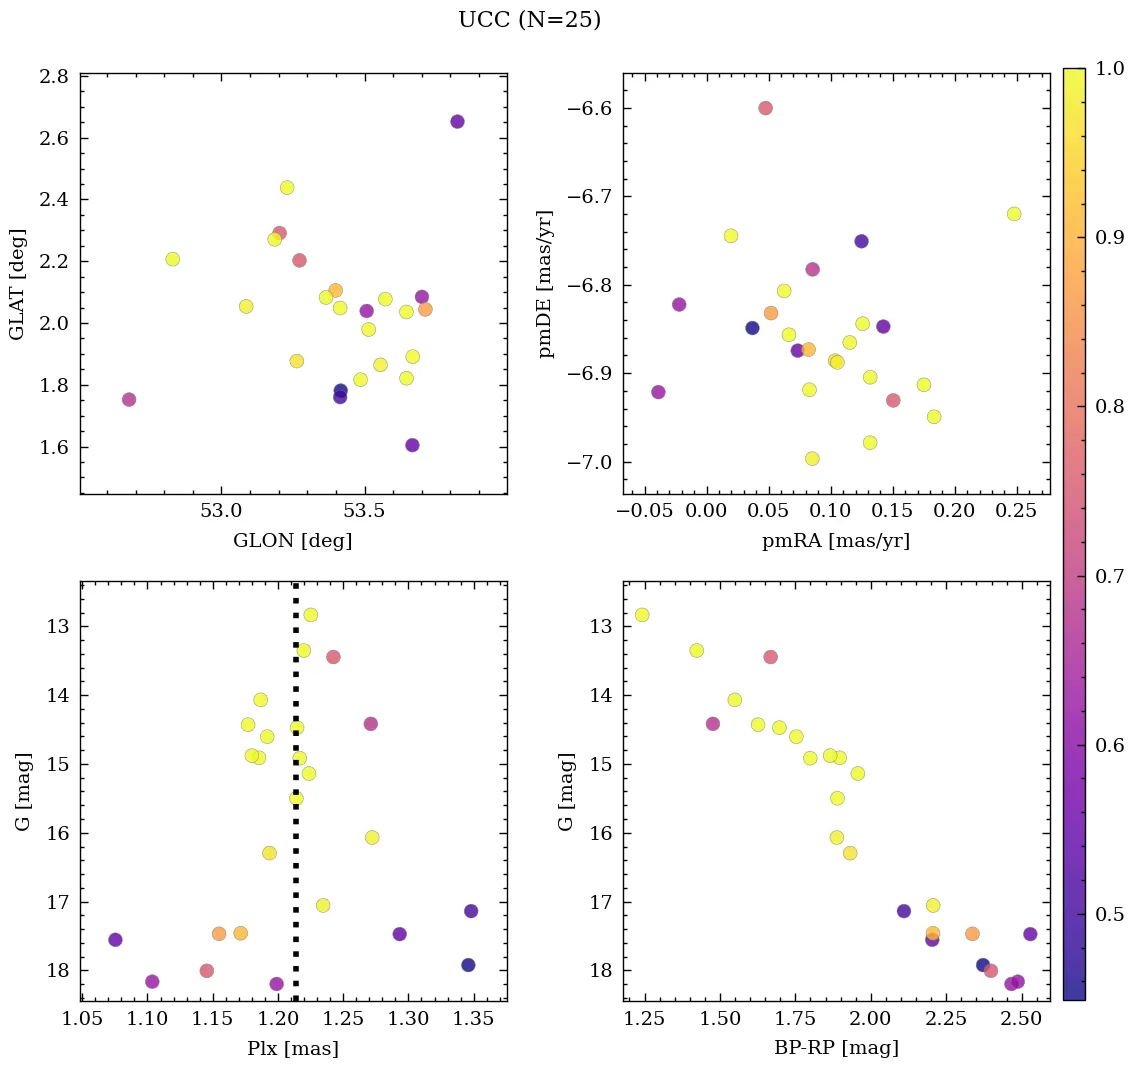 UCC (N=25)
2.8
2.6
2.4
2.2
2.0
1.8
1.6
GLAT [deg]
53.0 53.5
GLON [deg]
−6.6
−6.7
−6.8
−6.9
−7.0
pmDE [mas/yr]
−0.05 0.00 0.05 0.10 0.15 0.20 0.25
pmRA [mas/yr]
1.0
0.9
0.8
0.7
0.6
0.5
13
14
15
16
17
18
G [mag]
1.05 1.10 1.15 1.20 1.25 1.30 1.35
Plx [mas]
13
14
15
16
17
18
G [mag]
1.25 1.50 1.75 2.00 2.25 2.50
BP-RP [mag]